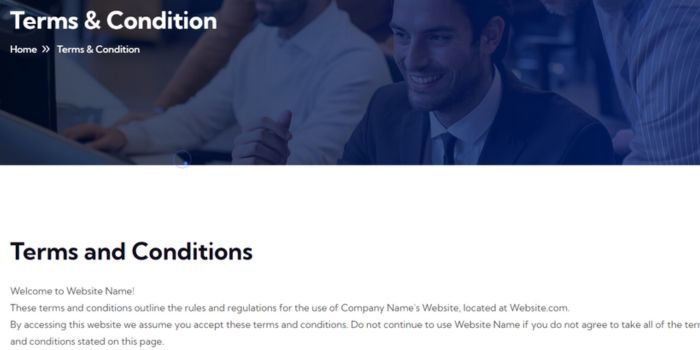 Terms & Condition
Home » Terms & Condition
Terms and Conditions
Welcome to Website Name!
These terms and conditions outline the rules and regulations for the use of Company Name's Website, located at Website.com.
By accessing this website we assume you accept these terms and conditions. Do not continue to use Website Name if you do not agree to take all of the
and conditions stated on this page.